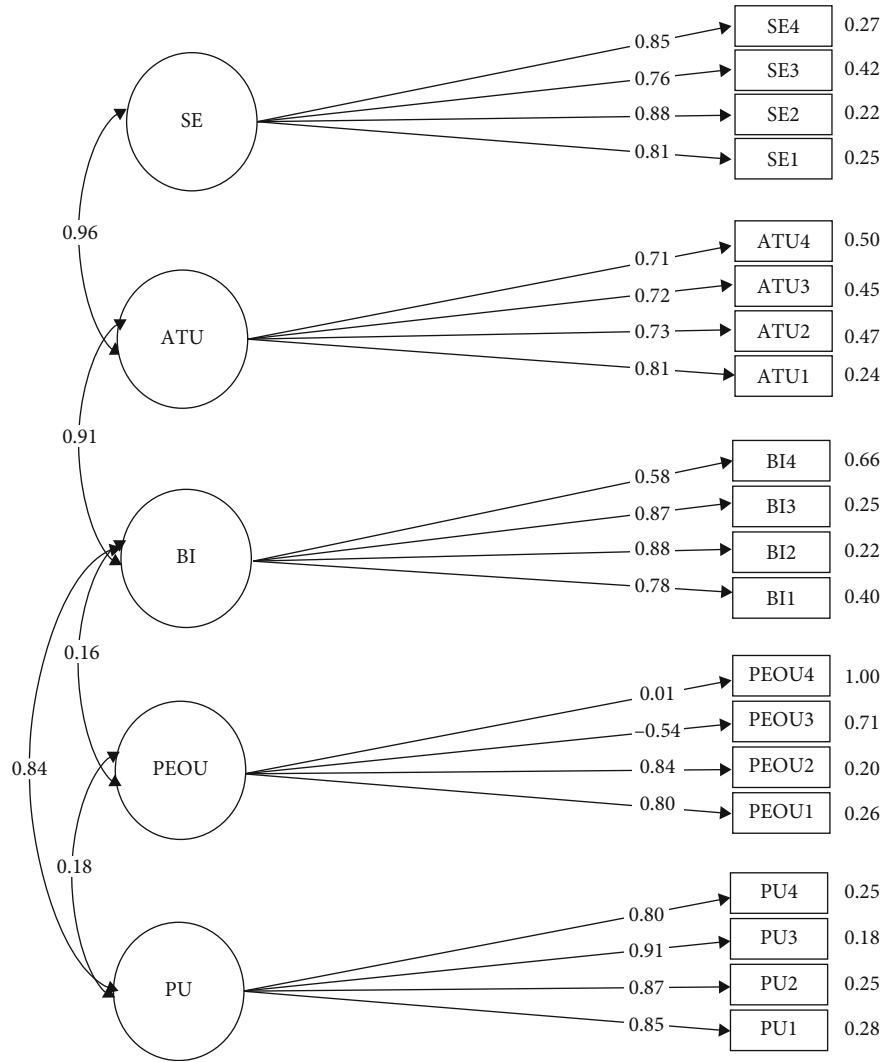 SE
0.85
SE4
0.27
0.76
SE3
0.42
0.88
SE2
0.22
0.81
SE1
0.25
0.96
ATU
0.71
ATU4
0.50
0.72
ATU3
0.45
0.73
ATU2
0.47
0.81
ATU1
0.24
0.91
BI
0.58
BI4
0.66
0.87
BI3
0.25
0.88
BI2
0.22
0.78
BI1
0.40
0.16
0.84
PEOU
0.01
PEOU4
1.00
–0.54
PEOU3
0.71
0.84
PEOU2
0.20
0.80
PEOU1
0.26
0.18
PU
0.80
PU4
0.25
0.91
PU3
0.18
0.87
PU2
0.25
0.85
PU1
0.28